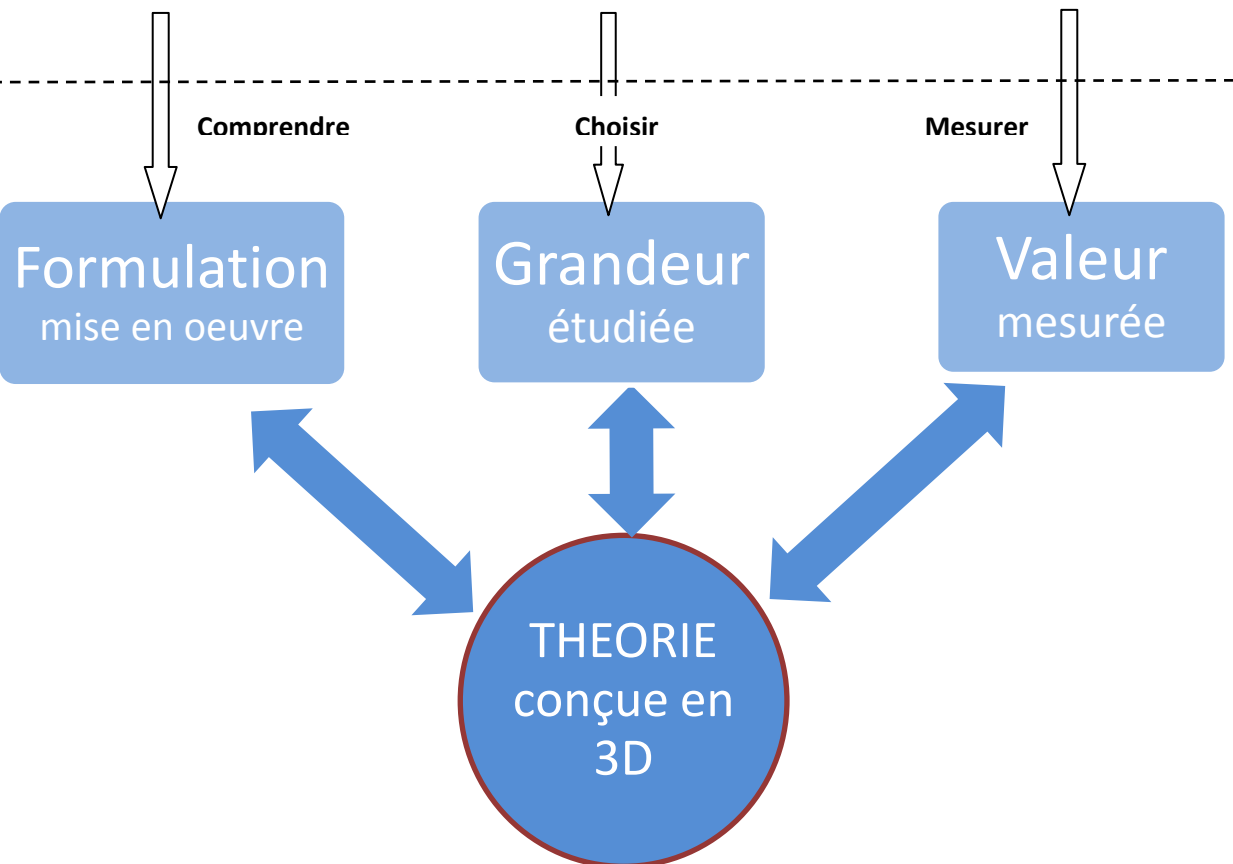 Comprendre
Choisir
Mesurer
Formulation
mise en oeuvre
Grandeur
étudiée
Valeur
mesurée
THEORIE
conçue en
3D